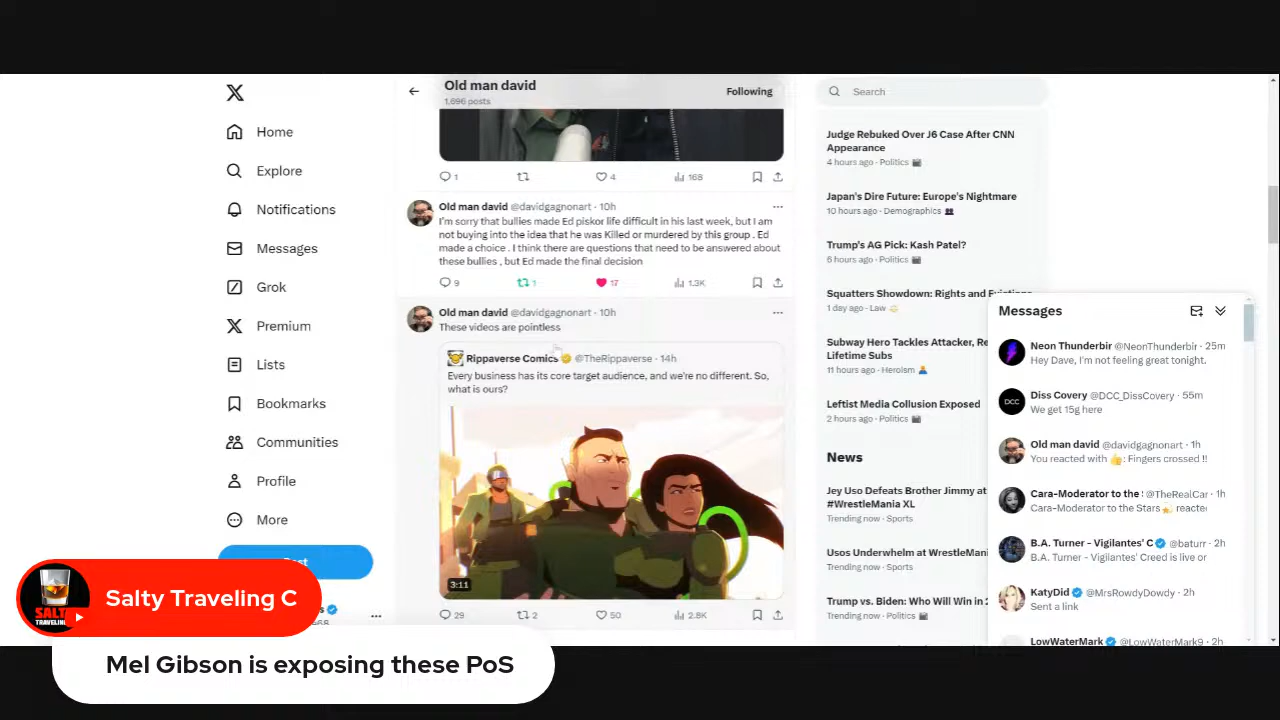 Old man david
1,696 posts
Following
Search
Home
Explore
Notifications
Messages
Grok
Premium
Lists
Bookmarks
Communities
Profile
More
1
4
168
Old man david @davidgagnonart · 10h
I'm sorry that bullies made Ed piskor life difficult in his last week, but I am
not buying into the idea that he was Killed or murdered by this group . Ed
made a choice . I think there are questions that need to be answered about
these bullies , but Ed made the final decision
9
1
17
1.3K
Old man david @davidgagnonart · 10h
These videos are pointless
Rippaverse Comics @TheRippaverse · 14h
Every business has its core target audience, and we're no different. So,
what is ours?
3:11
29
2
50
2.8K
Judge Rebuked Over J6 Case After CNN
Appearance
4 hours ago · Politics
Japan's Dire Future: Europe's Nightmare
10 hours ago · Demographics
Trump's AG Pick: Kash Patel?
6 hours ago · Politics
Squatters Showdown: Rights and Evictions
1 day ago · Law
Subway Hero Tackles Attacker, Re
Lifetime Subs
11 hours ago · Heroism
Leftist Media Collusion Exposed
2 hours ago · Politics
News
Jey Uso Defeats Brother Jimmy at
#WrestleMania XL
Trending now · Sports
Usos Underwhelm at WrestleMani
Trending now · Sports
Trump vs. Biden: Who Will Win in 2
Trending now · Politics
Messages
Neon Thunderbir @NeonThunderbir · 25m
Hey Dave, I'm not feeling great tonight.
Diss Covery @DCC_DissCovery · 55m
We get 15g here
Old man david @davidgagnonart · 1h
You reacted with 👍: Fingers crossed !!
Cara-Moderator to the @TheRealCar · 1h
Cara-Moderator to the Stars reacte
B.A. Turner - Vigilantes' C @baturr · 2h
B.A. Turner - Vigilantes' Creed is live or
KatyDid @MrsRowdyDowdy · 2h
Sent a link
LowWaterMark @LowWaterMark9 · 2h
DCC
SALTY
TRAVELING
Salty Traveling C
Mel Gibson is exposing these PoS